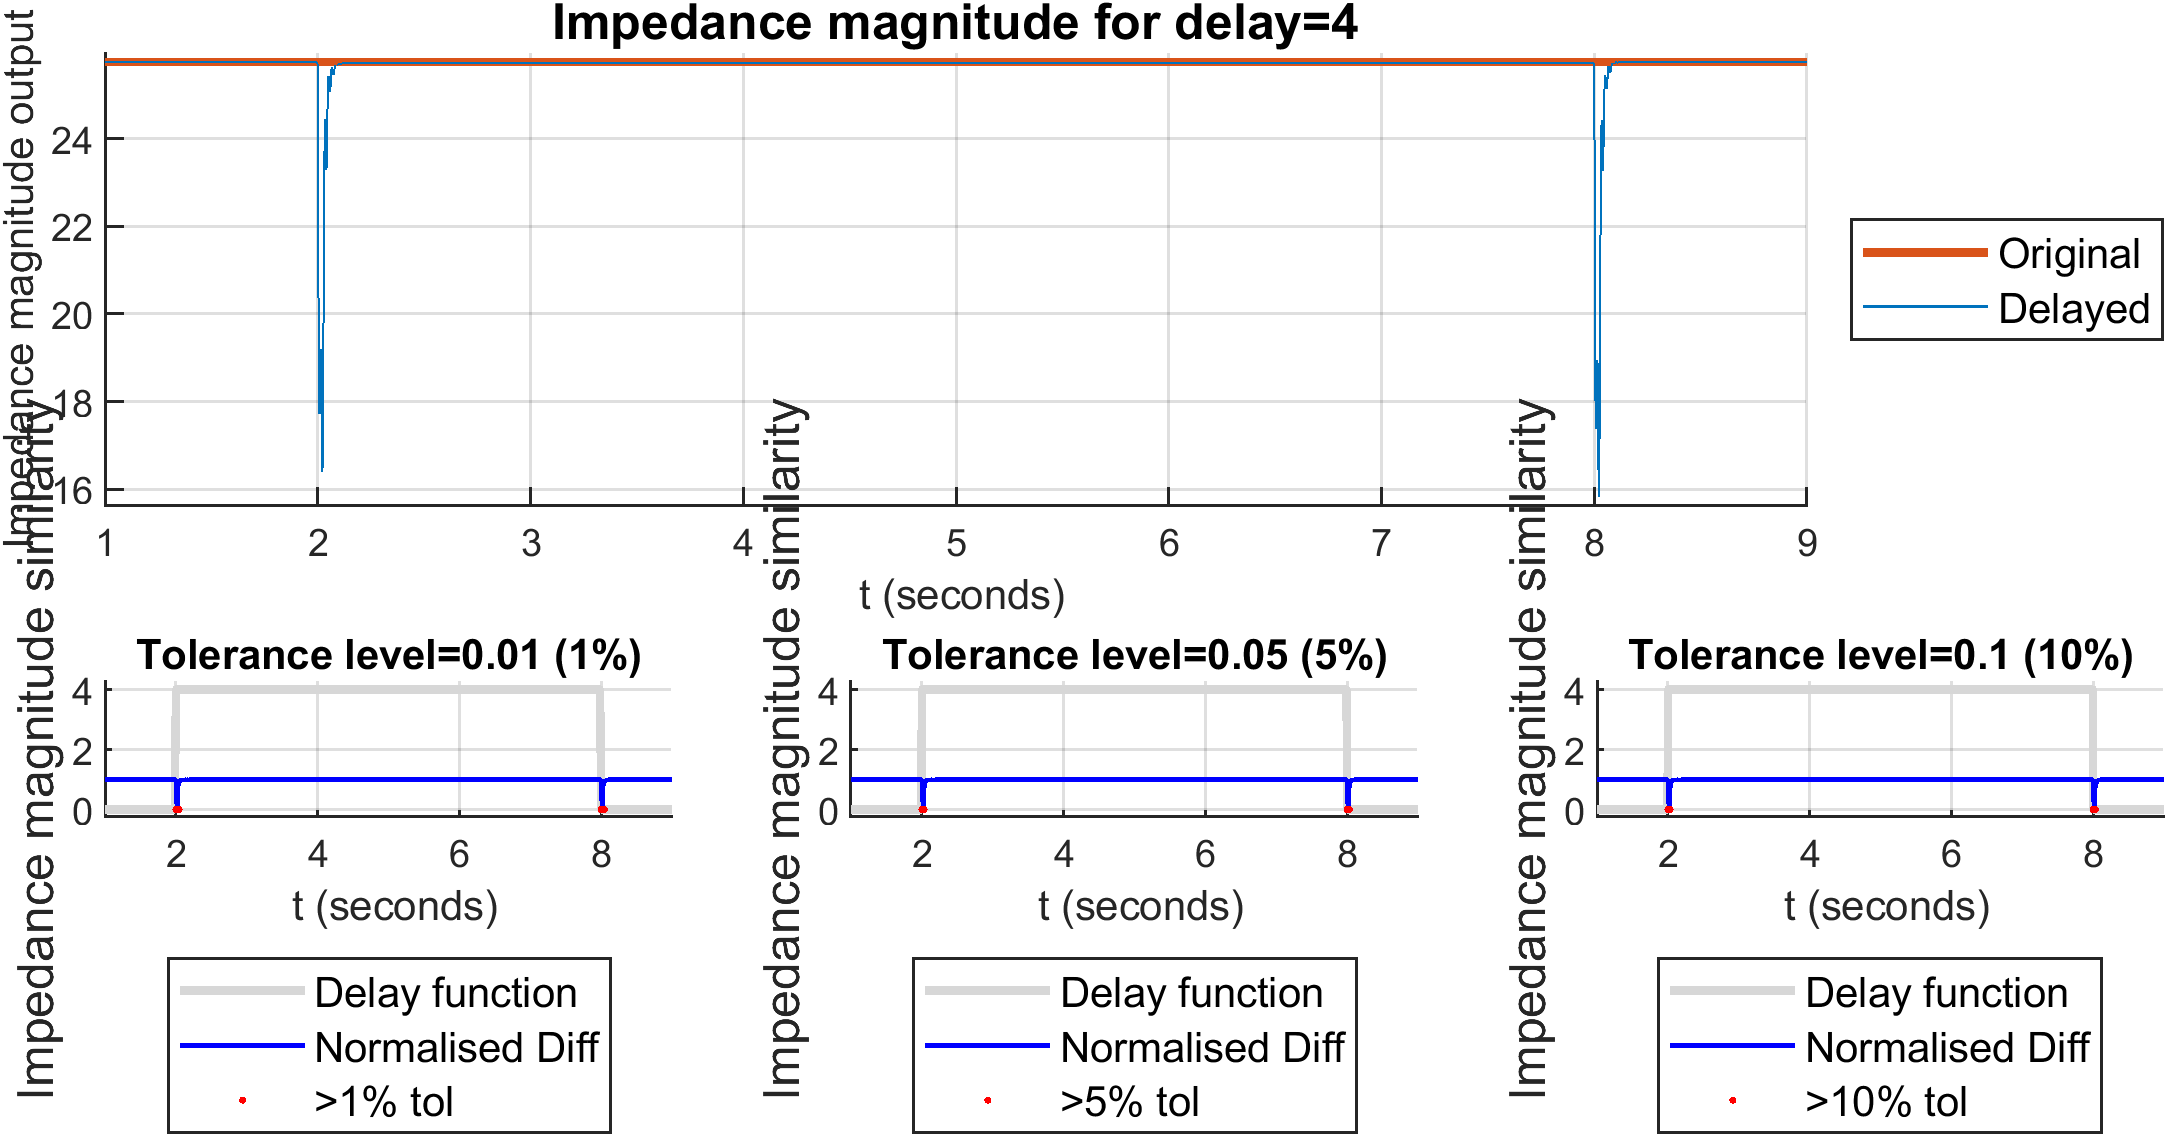 Impedance magnitude for delay=4
Impedance magnitude output
24
22
20
18
16
1 2 3 4 5 6 7 8 9
t (seconds)
Original
Delayed
Tolerance level=0.01 (1%)
Impedance magnitude similarity
4
2
0
2 4 6 8
t (seconds)
Delay function
Normalised Diff
>1% tol
Tolerance level=0.05 (5%)
Impedance magnitude similarity
4
2
0
2 4 6 8
t (seconds)
Delay function
Normalised Diff
>5% tol
Tolerance level=0.1 (10%)
Impedance magnitude similarity
4
2
0
2 4 6 8
t (seconds)
Delay function
Normalised Diff
>10% tol